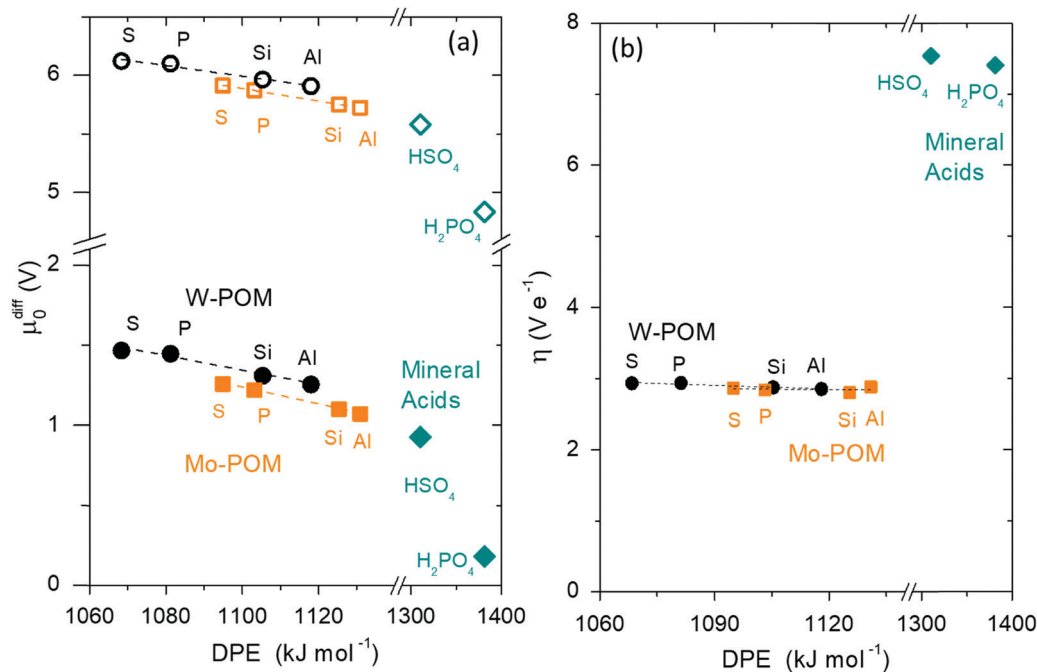 (a)
S
P
Si
Al
6
S
P
Si
Al
HSO₄
5
H₂PO₄
μ₀ᵈⁱᶠᶠ (V)
2
W-POM
S
P
Si
Al
Mineral
Acids
1
S
P
Si
Al
Mo-POM
HSO₄
H₂PO₄
0
1060
1100
1120
1300
1400
DPE (kJ mol⁻¹)
(b)
8
HSO₄
H₂PO₄
Mineral
Acids
6
η (V e⁻¹)
4
W-POM
S
P
Si
Al
S
P
Si
Al
Mo-POM
2
0
1060
1090
1120
1300
1400
DPE (kJ mol⁻¹)